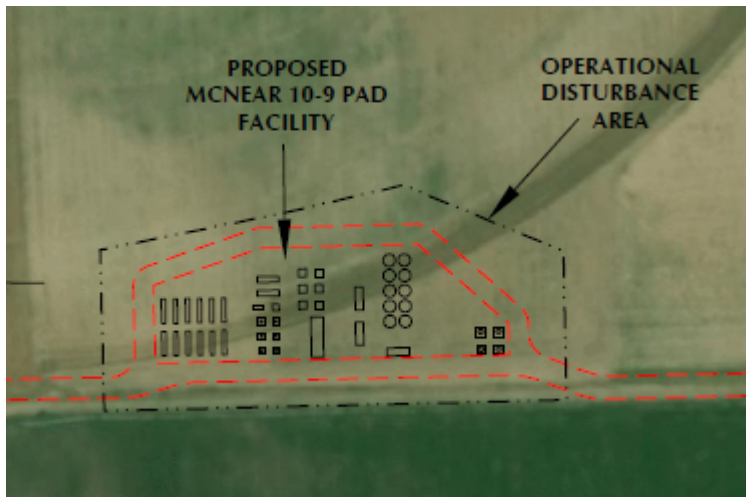 PROPOSED
MCNEAR 10-9 PAD
FACILITY
OPERATIONAL
DISTURBANCE
AREA